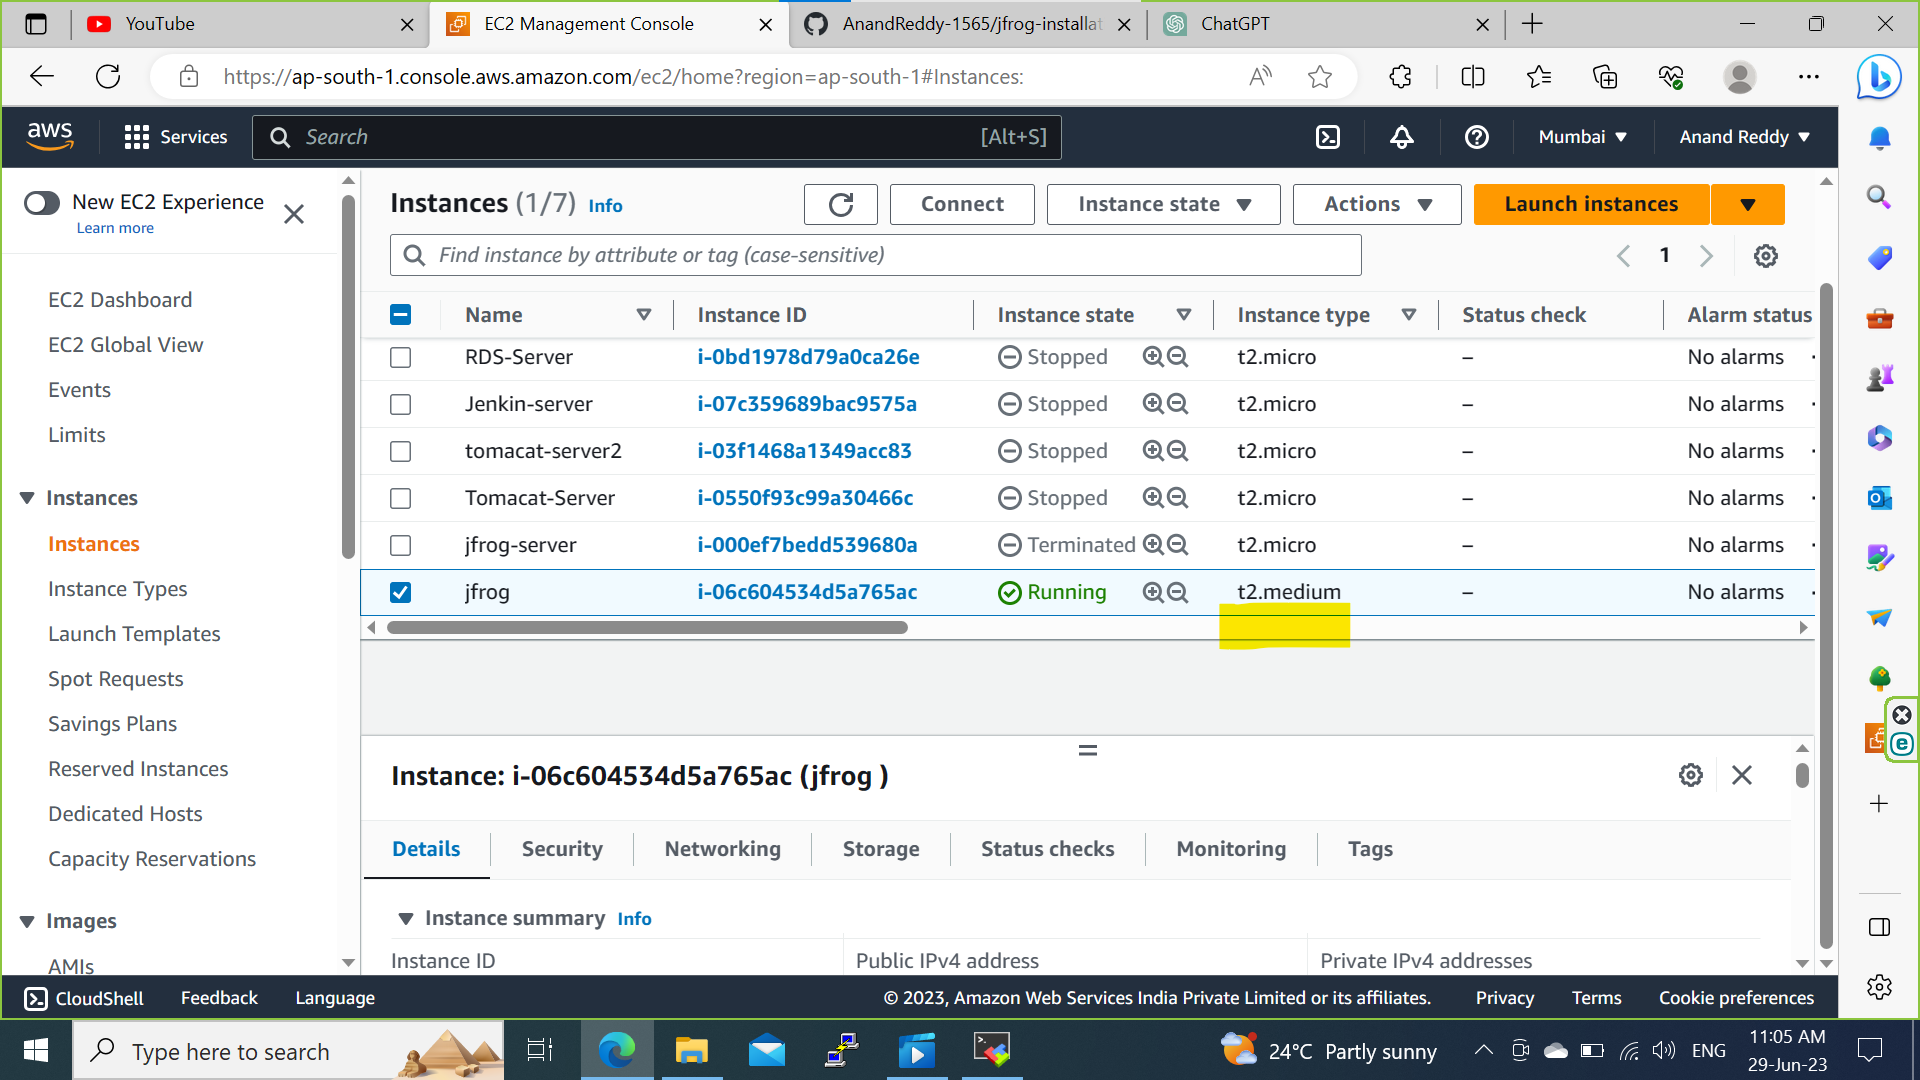 YouTube
EC2 Management Console
AnandReddy-1565/jfrog-installat
ChatGPT
https://ap-south-1.console.aws.amazon.com/ec2/home?region=ap-south-1#Instances:
aws
Services
Search
[Alt+S]
Mumbai
Anand Reddy
New EC2 Experience
Learn more
EC2 Dashboard
EC2 Global View
Events
Limits
Instances
Instances
Instance Types
Launch Templates
Spot Requests
Savings Plans
Reserved Instances
Dedicated Hosts
Capacity Reservations
Images
AMIs
Instances (1/7) Info
Connect
Instance state
Actions
Launch instances
Find instance by attribute or tag (case-sensitive)
1
Name Instance ID Instance state Instance type Status check Alarm status
RDS-Server i-0bd1978d79a0ca26e Stopped t2.micro – No alarms
Jenkin-server i-07c359689bac9575a Stopped t2.micro – No alarms
tomacat-server2 i-03f1468a1349acc83 Stopped t2.micro – No alarms
Tomacat-Server i-0550f93c99a30466c Stopped t2.micro – No alarms
jfrog-server i-000ef7bedd539680a Terminated t2.micro – No alarms
jfrog i-06c604534d5a765ac Running t2.medium – No alarms
Instance: i-06c604534d5a765ac (jfrog )
Details Security Networking Storage Status checks Monitoring Tags
Instance summary Info
Instance ID Public IPv4 address Private IPv4 addresses
CloudShell Feedback Language © 2023, Amazon Web Services India Private Limited or its affiliates. Privacy Terms Cookie preferences
Type here to search
24°C Partly sunny
ENG
11:05 AM
29-Jun-23